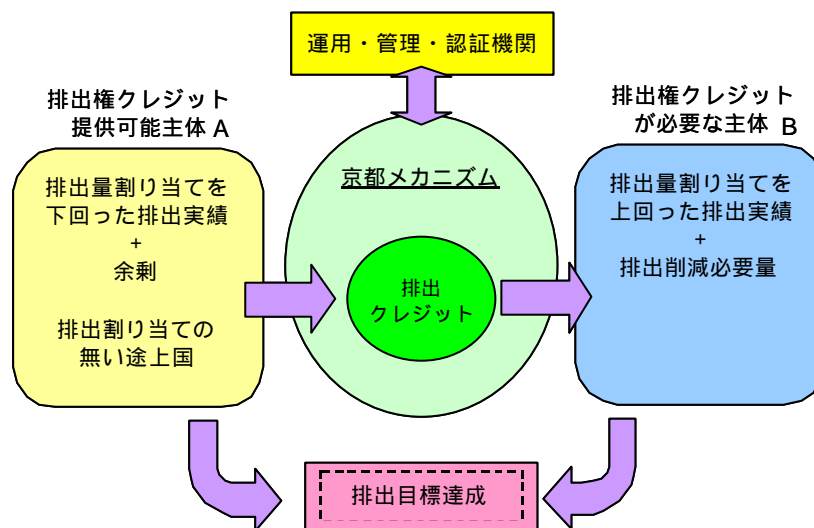 運用・管理・認証機関
排出権クレジット
提供可能主体 A
排出権クレジット
が必要な主体 B
排出量割り当てを
下回った排出実績
+
余剰
排出割り当ての
無い途上国
京都メカニズム
排出
クレジット
排出量割り当てを
上回った排出実績
+
排出削減必要量
排出目標達成